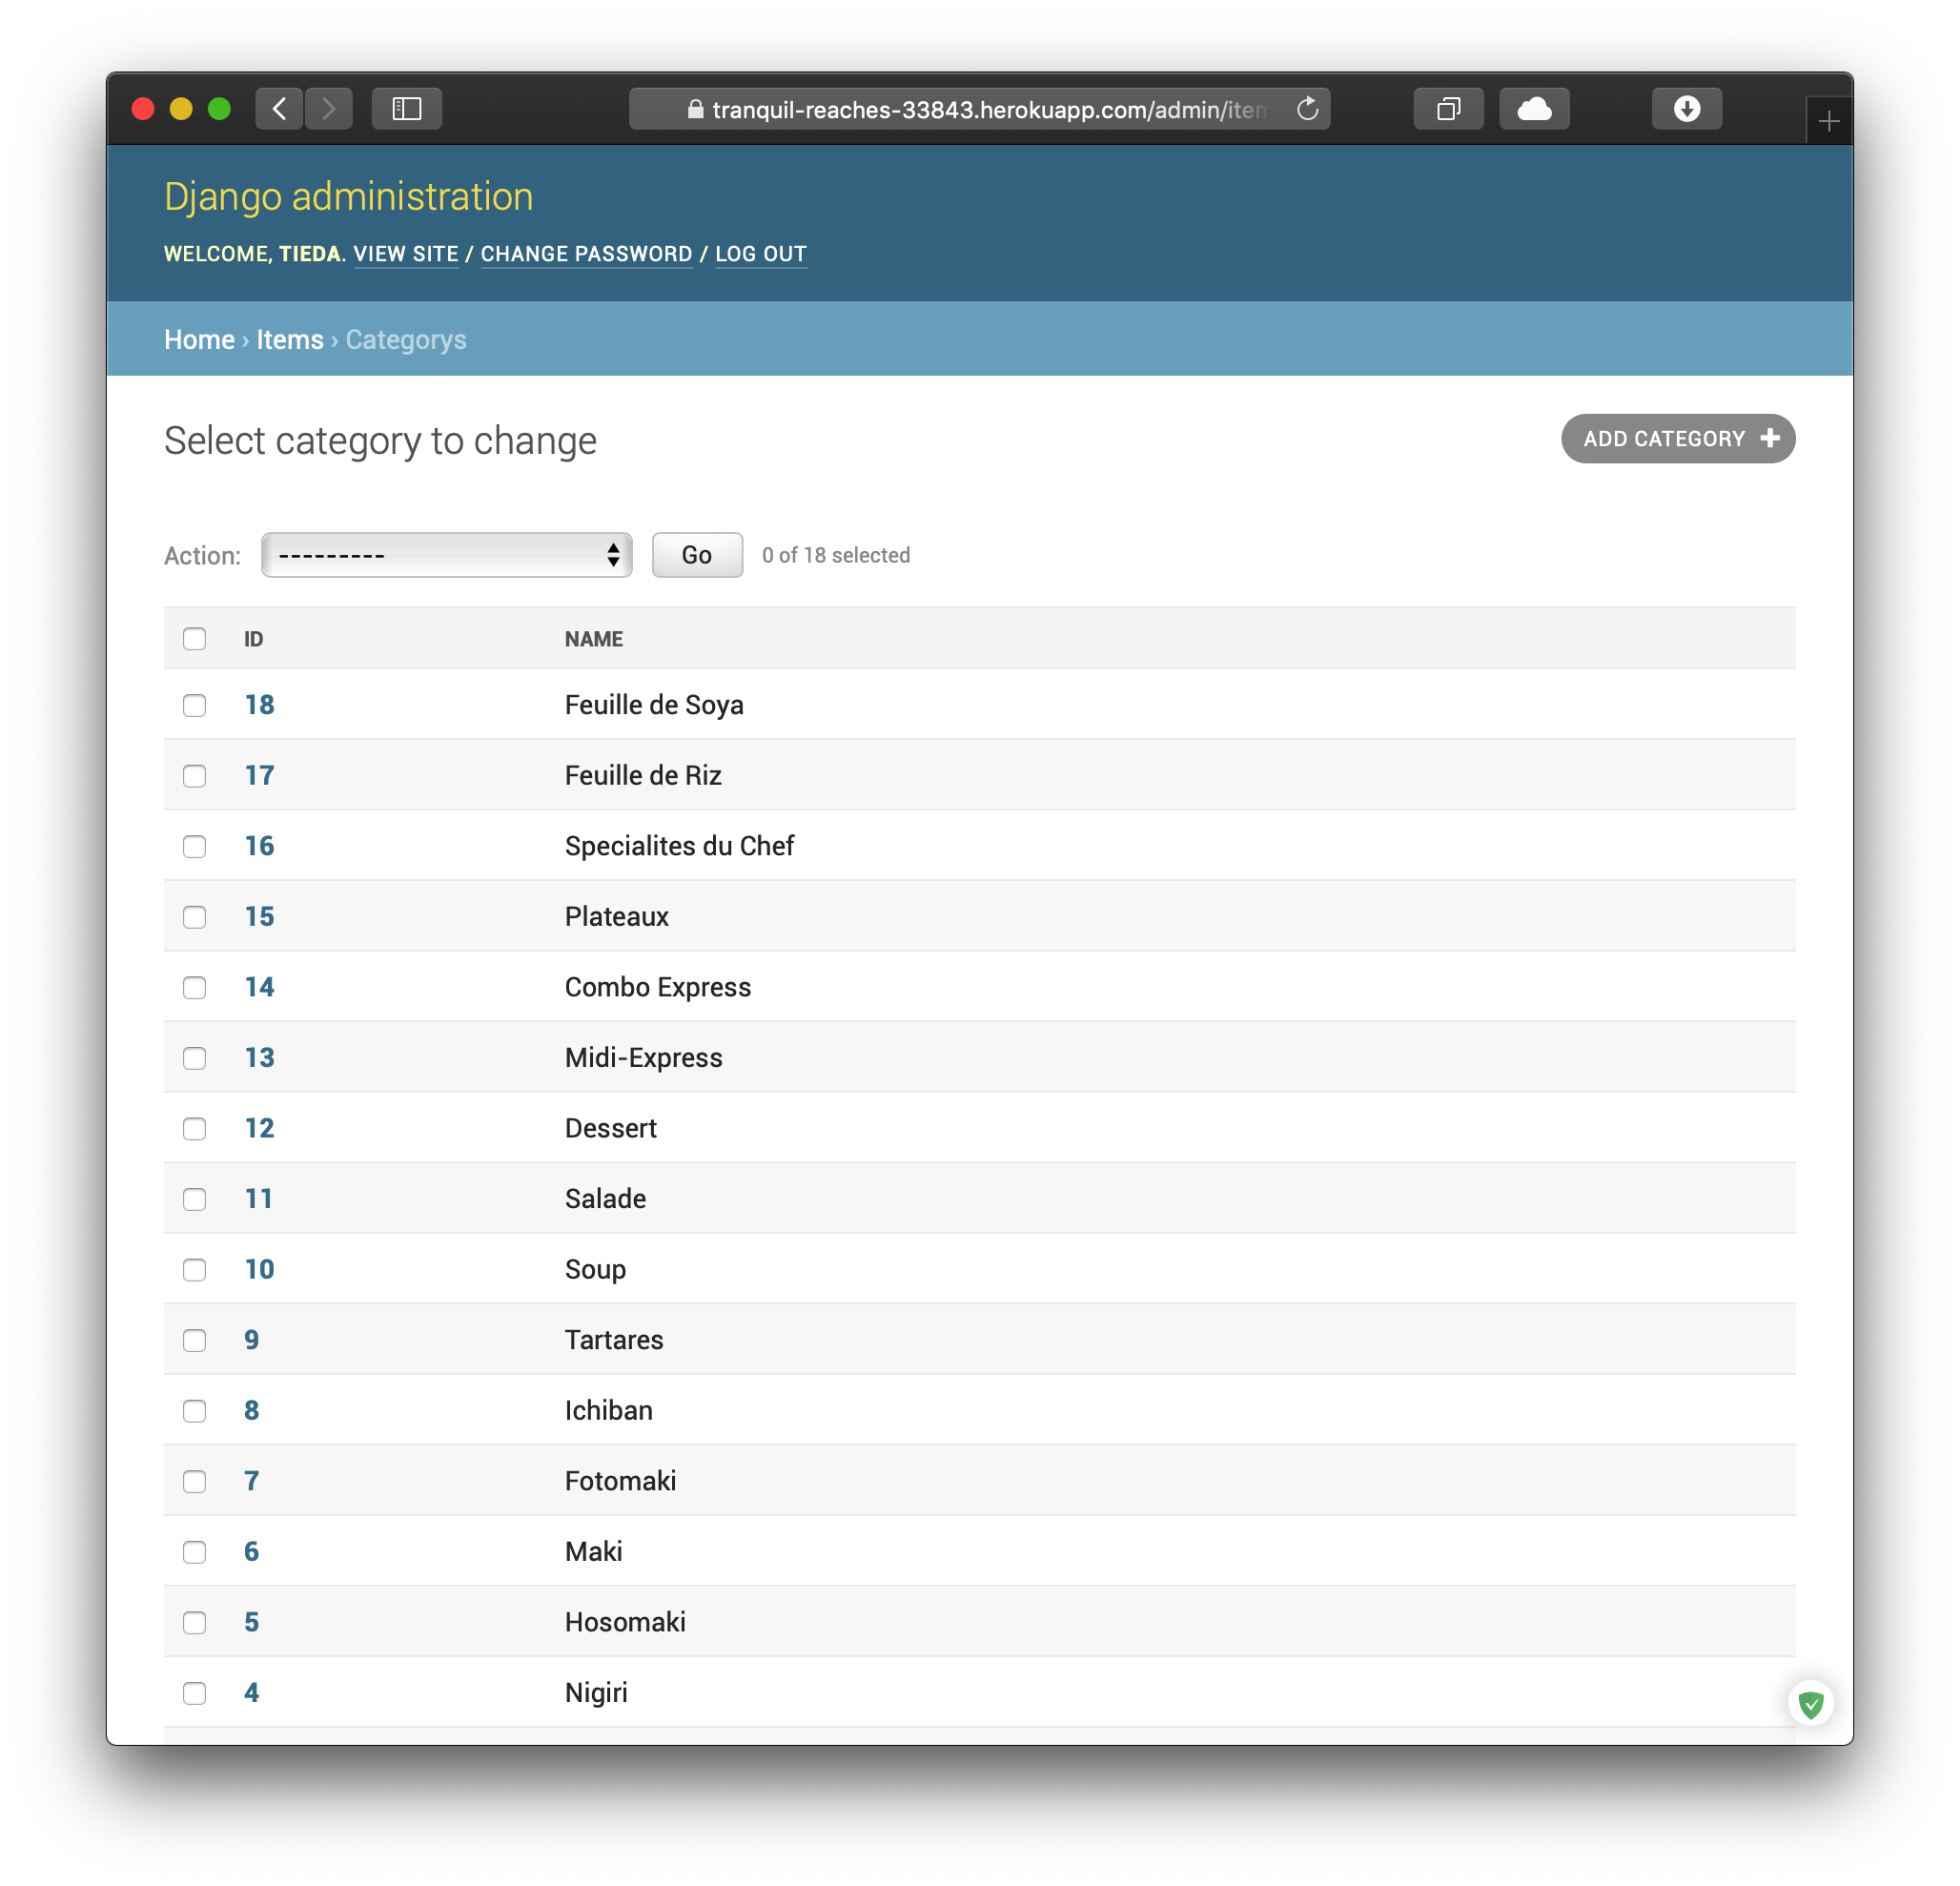 tranquil-reaches-33843.herokuapp.com/admin/item
Django administration
WELCOME, TIEDA. VIEW SITE / CHANGE PASSWORD / LOG OUT
Home › Items › Categorys
Select category to change
ADD CATEGORY
Action: --------- Go 0 of 18 selected
ID NAME
18 Feuille de Soya
17 Feuille de Riz
16 Specialites du Chef
15 Plateaux
14 Combo Express
13 Midi-Express
12 Dessert
11 Salade
10 Soup
9 Tartares
8 Ichiban
7 Fotomaki
6 Maki
5 Hosomaki
4 Nigiri